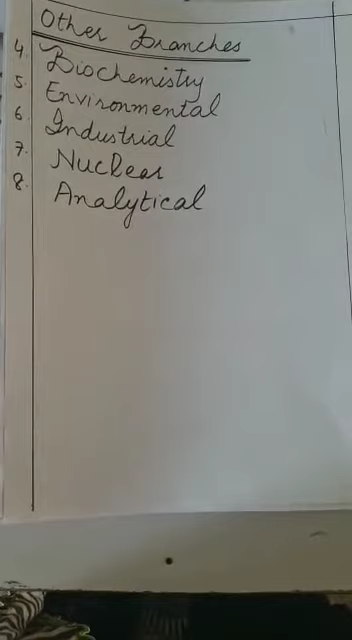 Other Branches
4. Biochemistry
5. Environmental
6. Industrial
7. Nuclear
8. Analytical